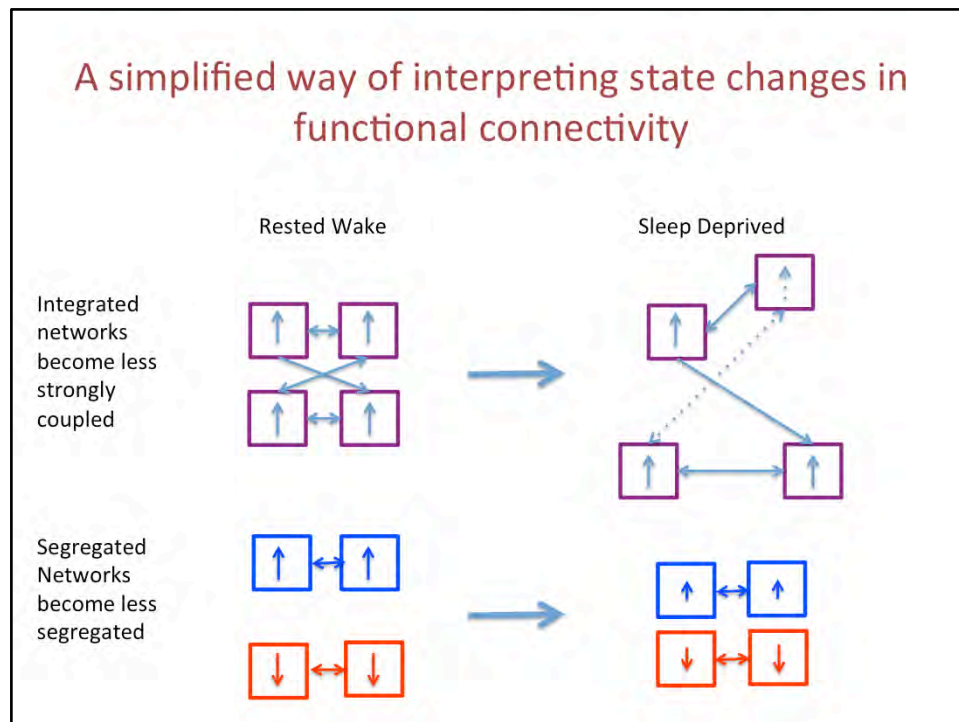 A simplified way of interpreting state changes in
functional connectivity
Rested Wake
Sleep Deprived
Integrated
networks
become less
strongly
coupled
Segregated
Networks
become less
segregated